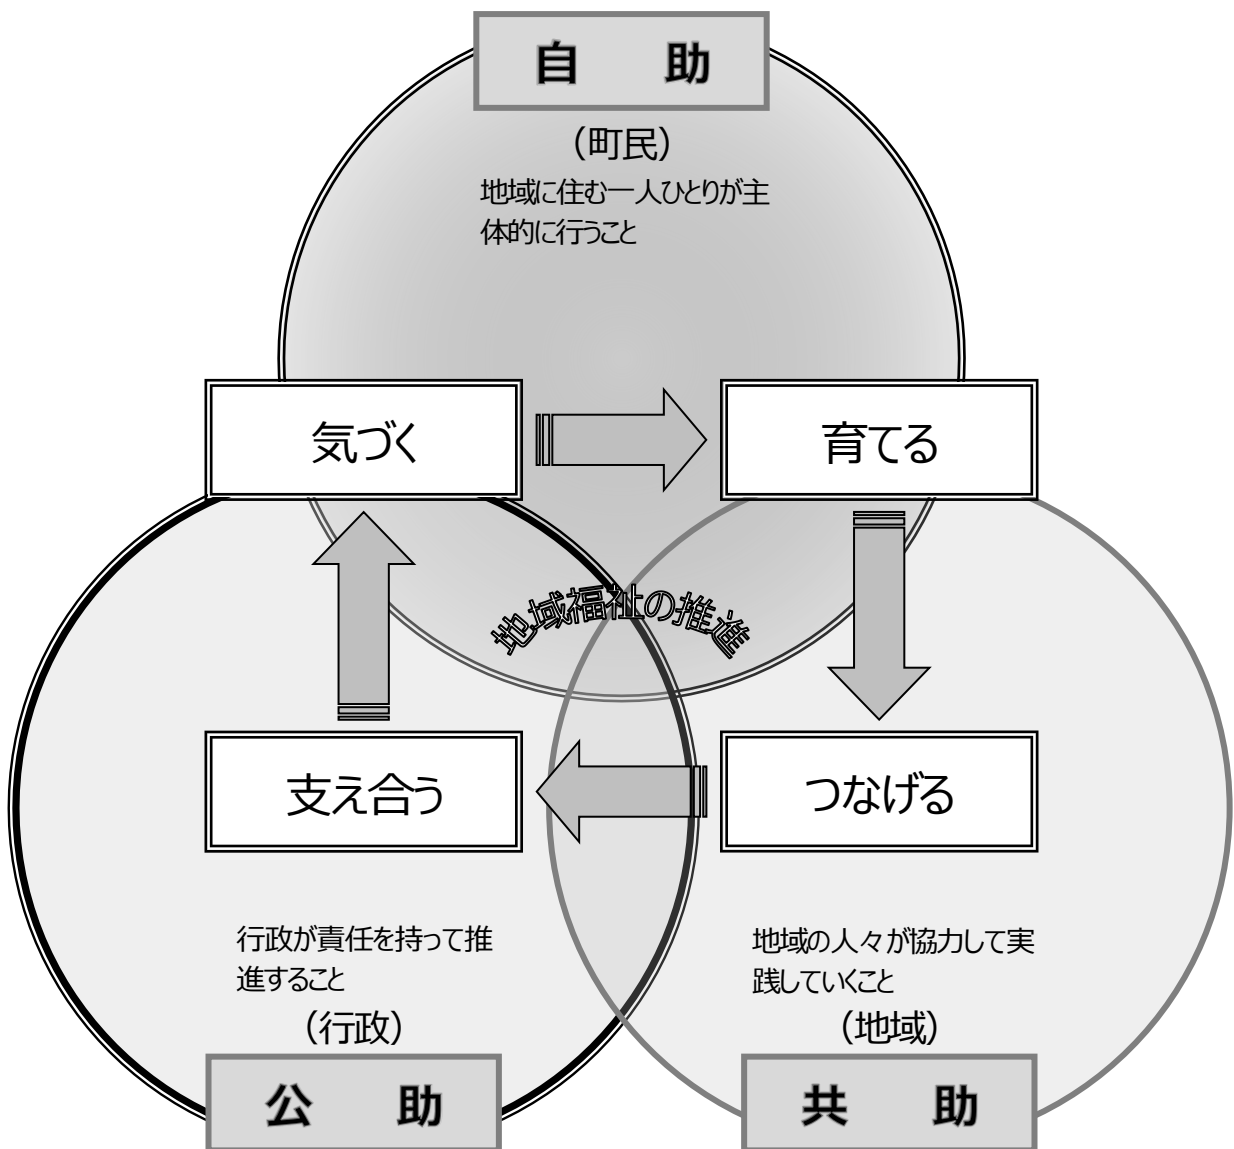 自　助
（町民）
地域に住む一人ひとりが主
体的に行うこと
気づく
育てる
地域福祉の推進
支え合う
つなげる
行政が責任を持って推
進すること
（行政）
公　助
地域の人々が協力して実
践していくこと
（地域）
共　助